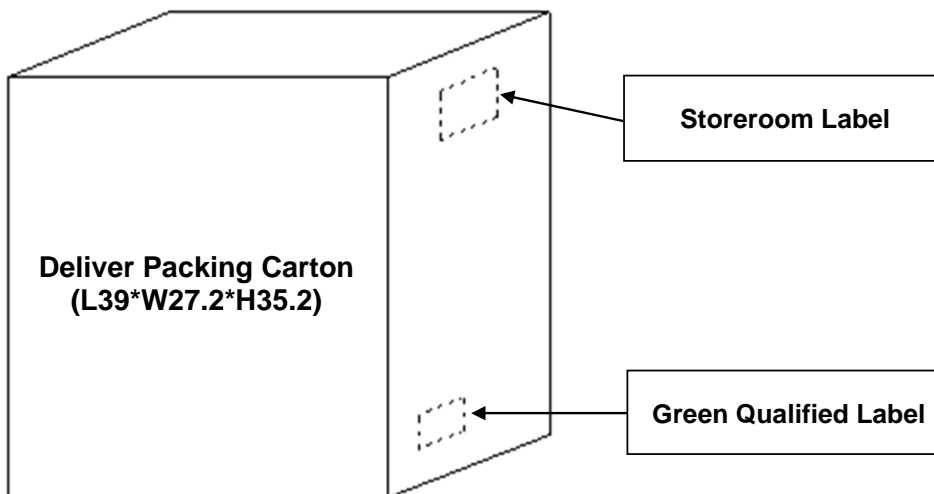 Storeroom Label
Deliver Packing Carton
(L39*W27.2*H35.2)
Green Qualified Label